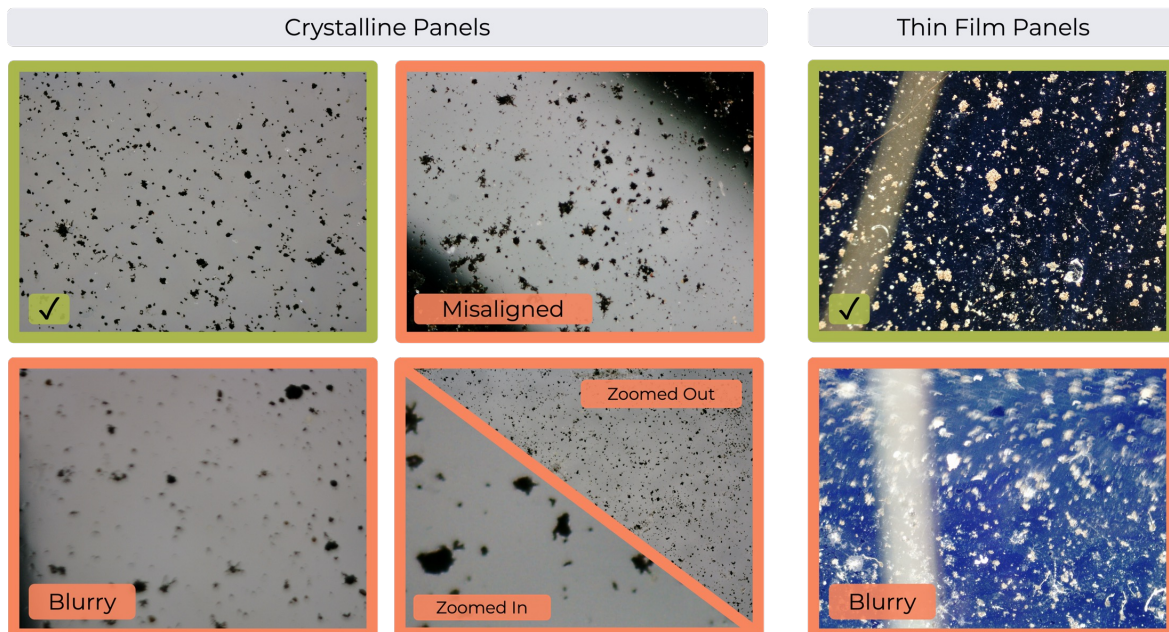 Crystalline Panels
Thin Film Panels
✓
Misaligned
✓
Blurry
Zoomed Out
Zoomed In
Blurry